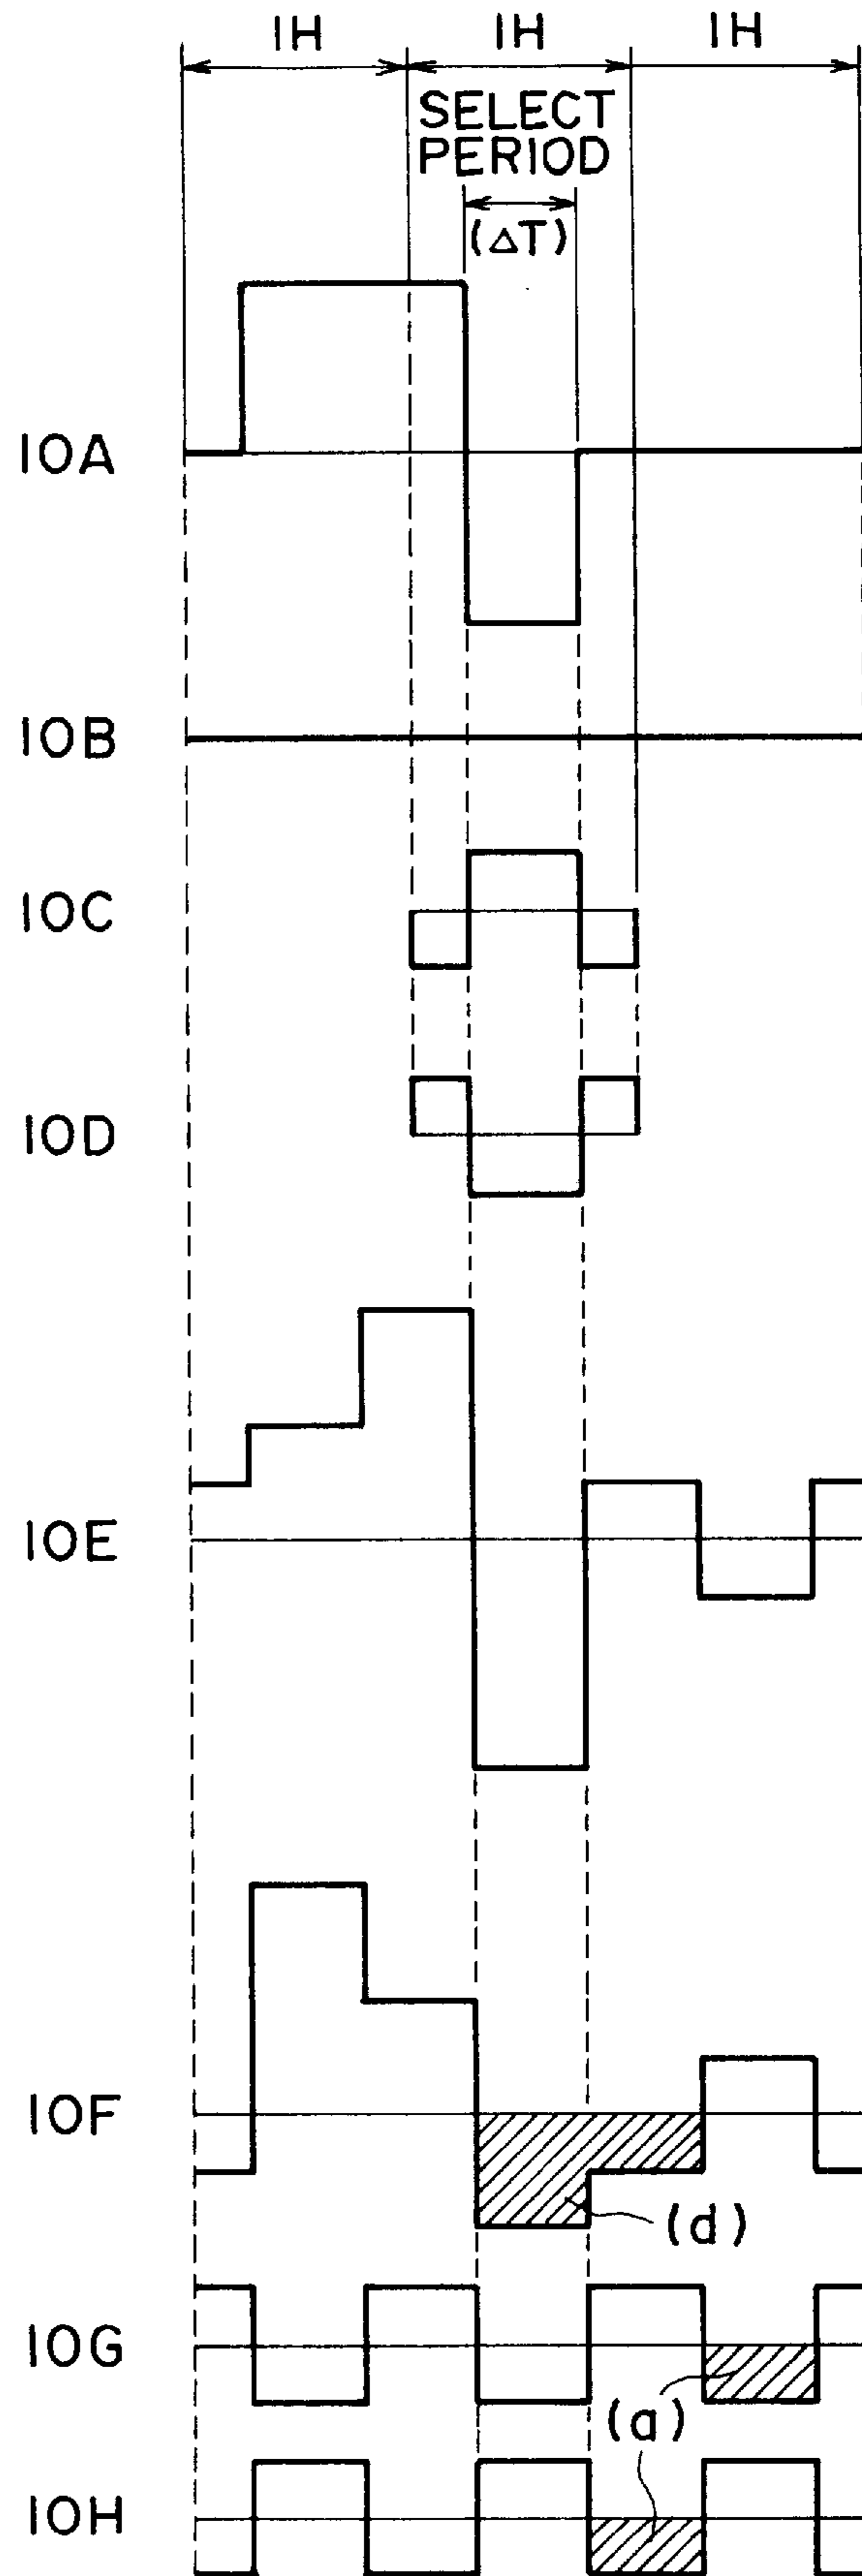 1H 1H 1H
SELECT
PERIOD
(ΔT)
10A
10B
10C
10D
10E
10F
(d)
10G
(a)
10H